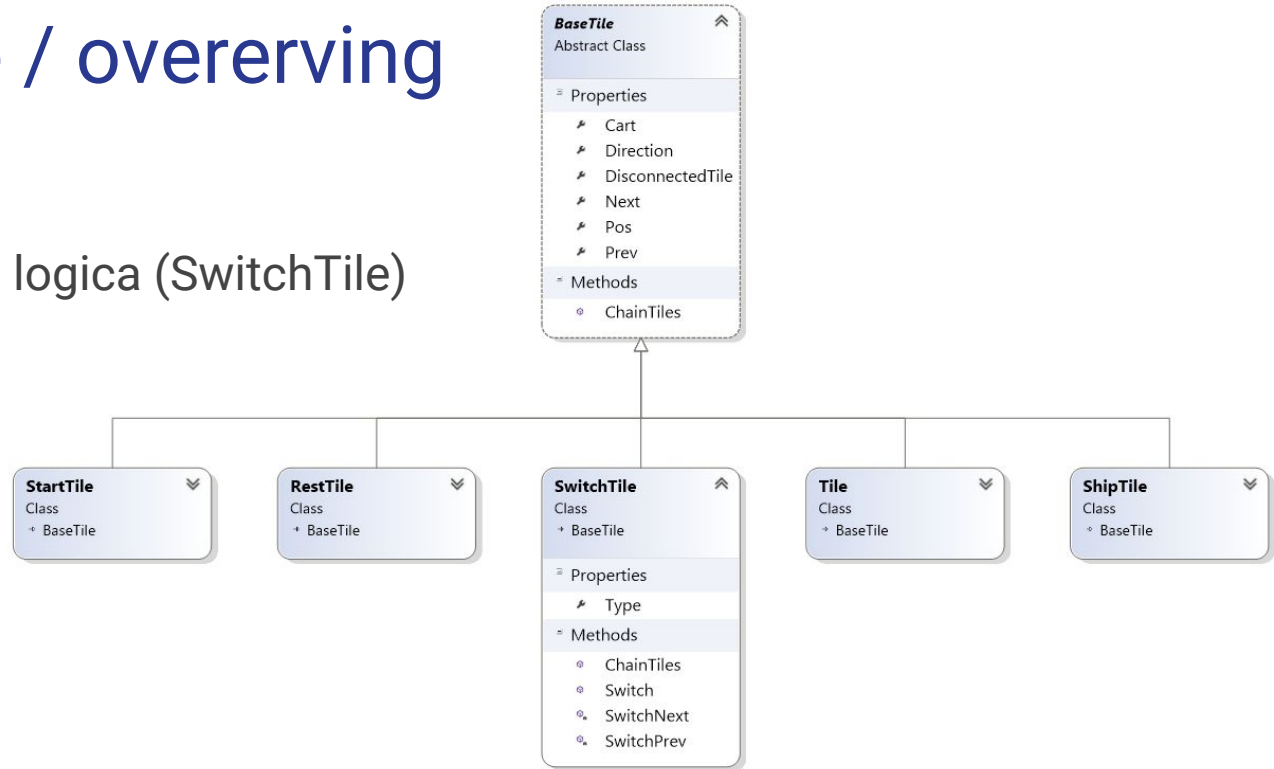 / overerving
logica (SwitchTile)
BaseTile
Abstract Class
Properties
Cart
Direction
DisconnectedTile
Next
Pos
Prev
Methods
ChainTiles
StartTile
Class
BaseTile
RestTile
Class
BaseTile
SwitchTile
Class
BaseTile
Properties
Type
Methods
ChainTiles
Switch
SwitchNext
SwitchPrev
Tile
Class
BaseTile
ShipTile
Class
BaseTile